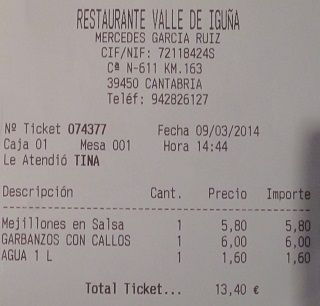 RESTAURANTE VALLE DE IGUÑA
MERCEDES GARCIA RUIZ
CIF/NIF: 72118424S
Cª N-611 KM.163
39450 CANTABRIA
Teléf: 942826127
Nº Ticket 074377 Fecha 09/03/2014
Caja 01 Mesa 001 Hora 14:44
Le Atendió TINA
Descripción Cant. Precio Importe
Mejillones en Salsa 1 5,80 5,80
GARBANZOS CON CALLOS 1 6,00 6,00
AGUA 1 L 1 1,60 1,60
Total Ticket... 13,40 €